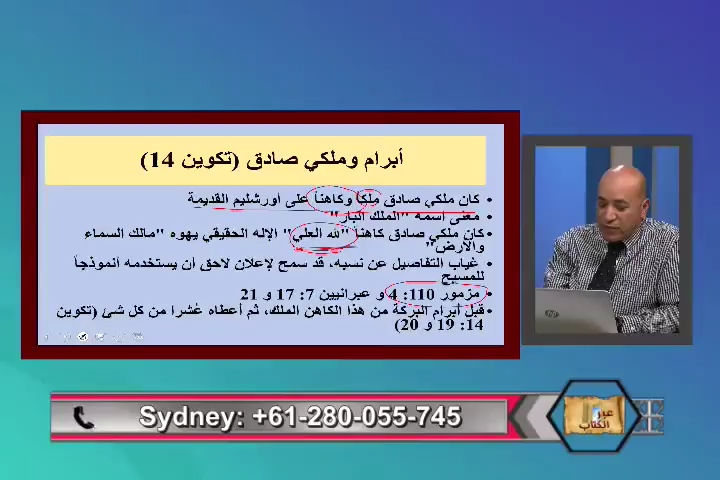 أبرام وملكي صادق (تكوين 14)
• كان ملكي صادق ملكاً وكاهناً على أورشليم القديمة
• معنى اسمه "الملك البار"
• كان ملكي صادق كاهناً "لله العلي" الإله الحقيقي يهوه "مالك السماء
والأرض"
• غياب التفاصيل عن نسبه، قد سمح لإعلان لاحق أن يستخدمه أنموذجاً
للمسيح
• مزمور 110: 4 و عبرانيين 7: 17 و 21
• قبل أبرام البركة من هذا الكاهن الملك، ثم أعطاه عُشرا من كل شئ (تكوين
14: 19 و 20)
Sydney: +61-280-055-745
عبر
الكتاب
hp